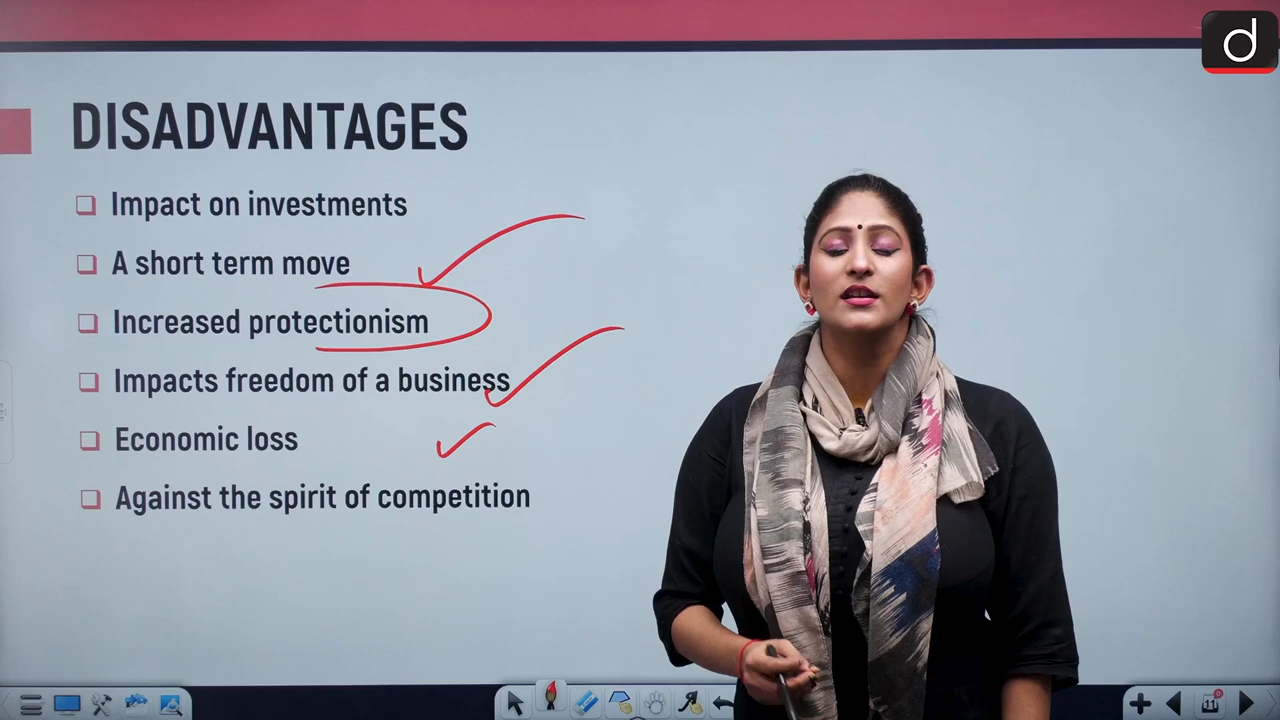 d
DISADVANTAGES
Impact on investments
A short term move
Increased protectionism
Impacts freedom of a business
Economic loss
Against the spirit of competition
11